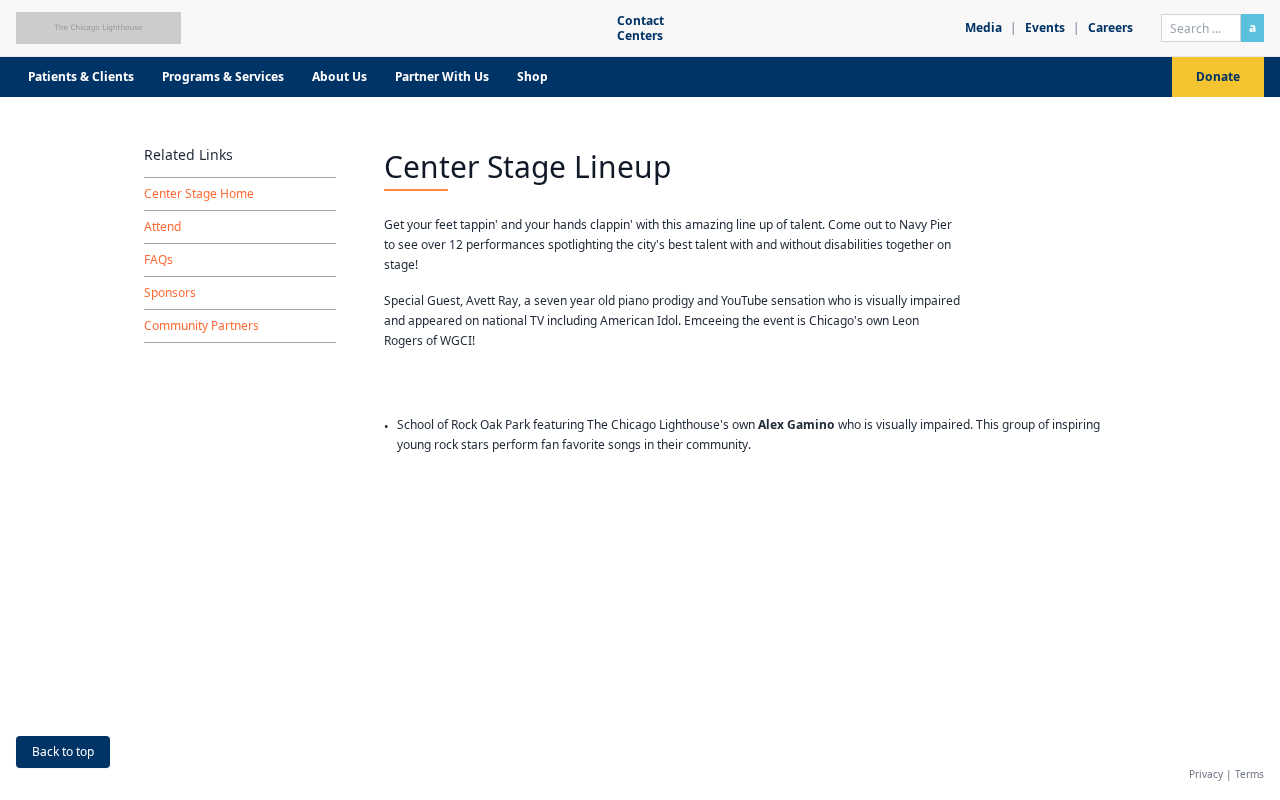 The Chicago Lighthouse
Contact
Centers
Media | Events | Careers
Search ...
a
Patients & Clients
Programs & Services
About Us
Partner With Us
Shop
Donate
Related Links
Center Stage Home
Attend
FAQs
Sponsors
Community Partners
Center Stage Lineup
Get your feet tappin' and your hands clappin' with this amazing line up of talent. Come out to Navy Pier
to see over 12 performances spotlighting the city's best talent with and without disabilities together on
stage!
Special Guest, Avett Ray, a seven year old piano prodigy and YouTube sensation who is visually impaired
and appeared on national TV including American Idol. Emceeing the event is Chicago's own Leon
Rogers of WGCI!
• School of Rock Oak Park featuring The Chicago Lighthouse's own Alex Gamino who is visually impaired. This group of inspiring
young rock stars perform fan favorite songs in their community.
Back to top
Privacy | Terms